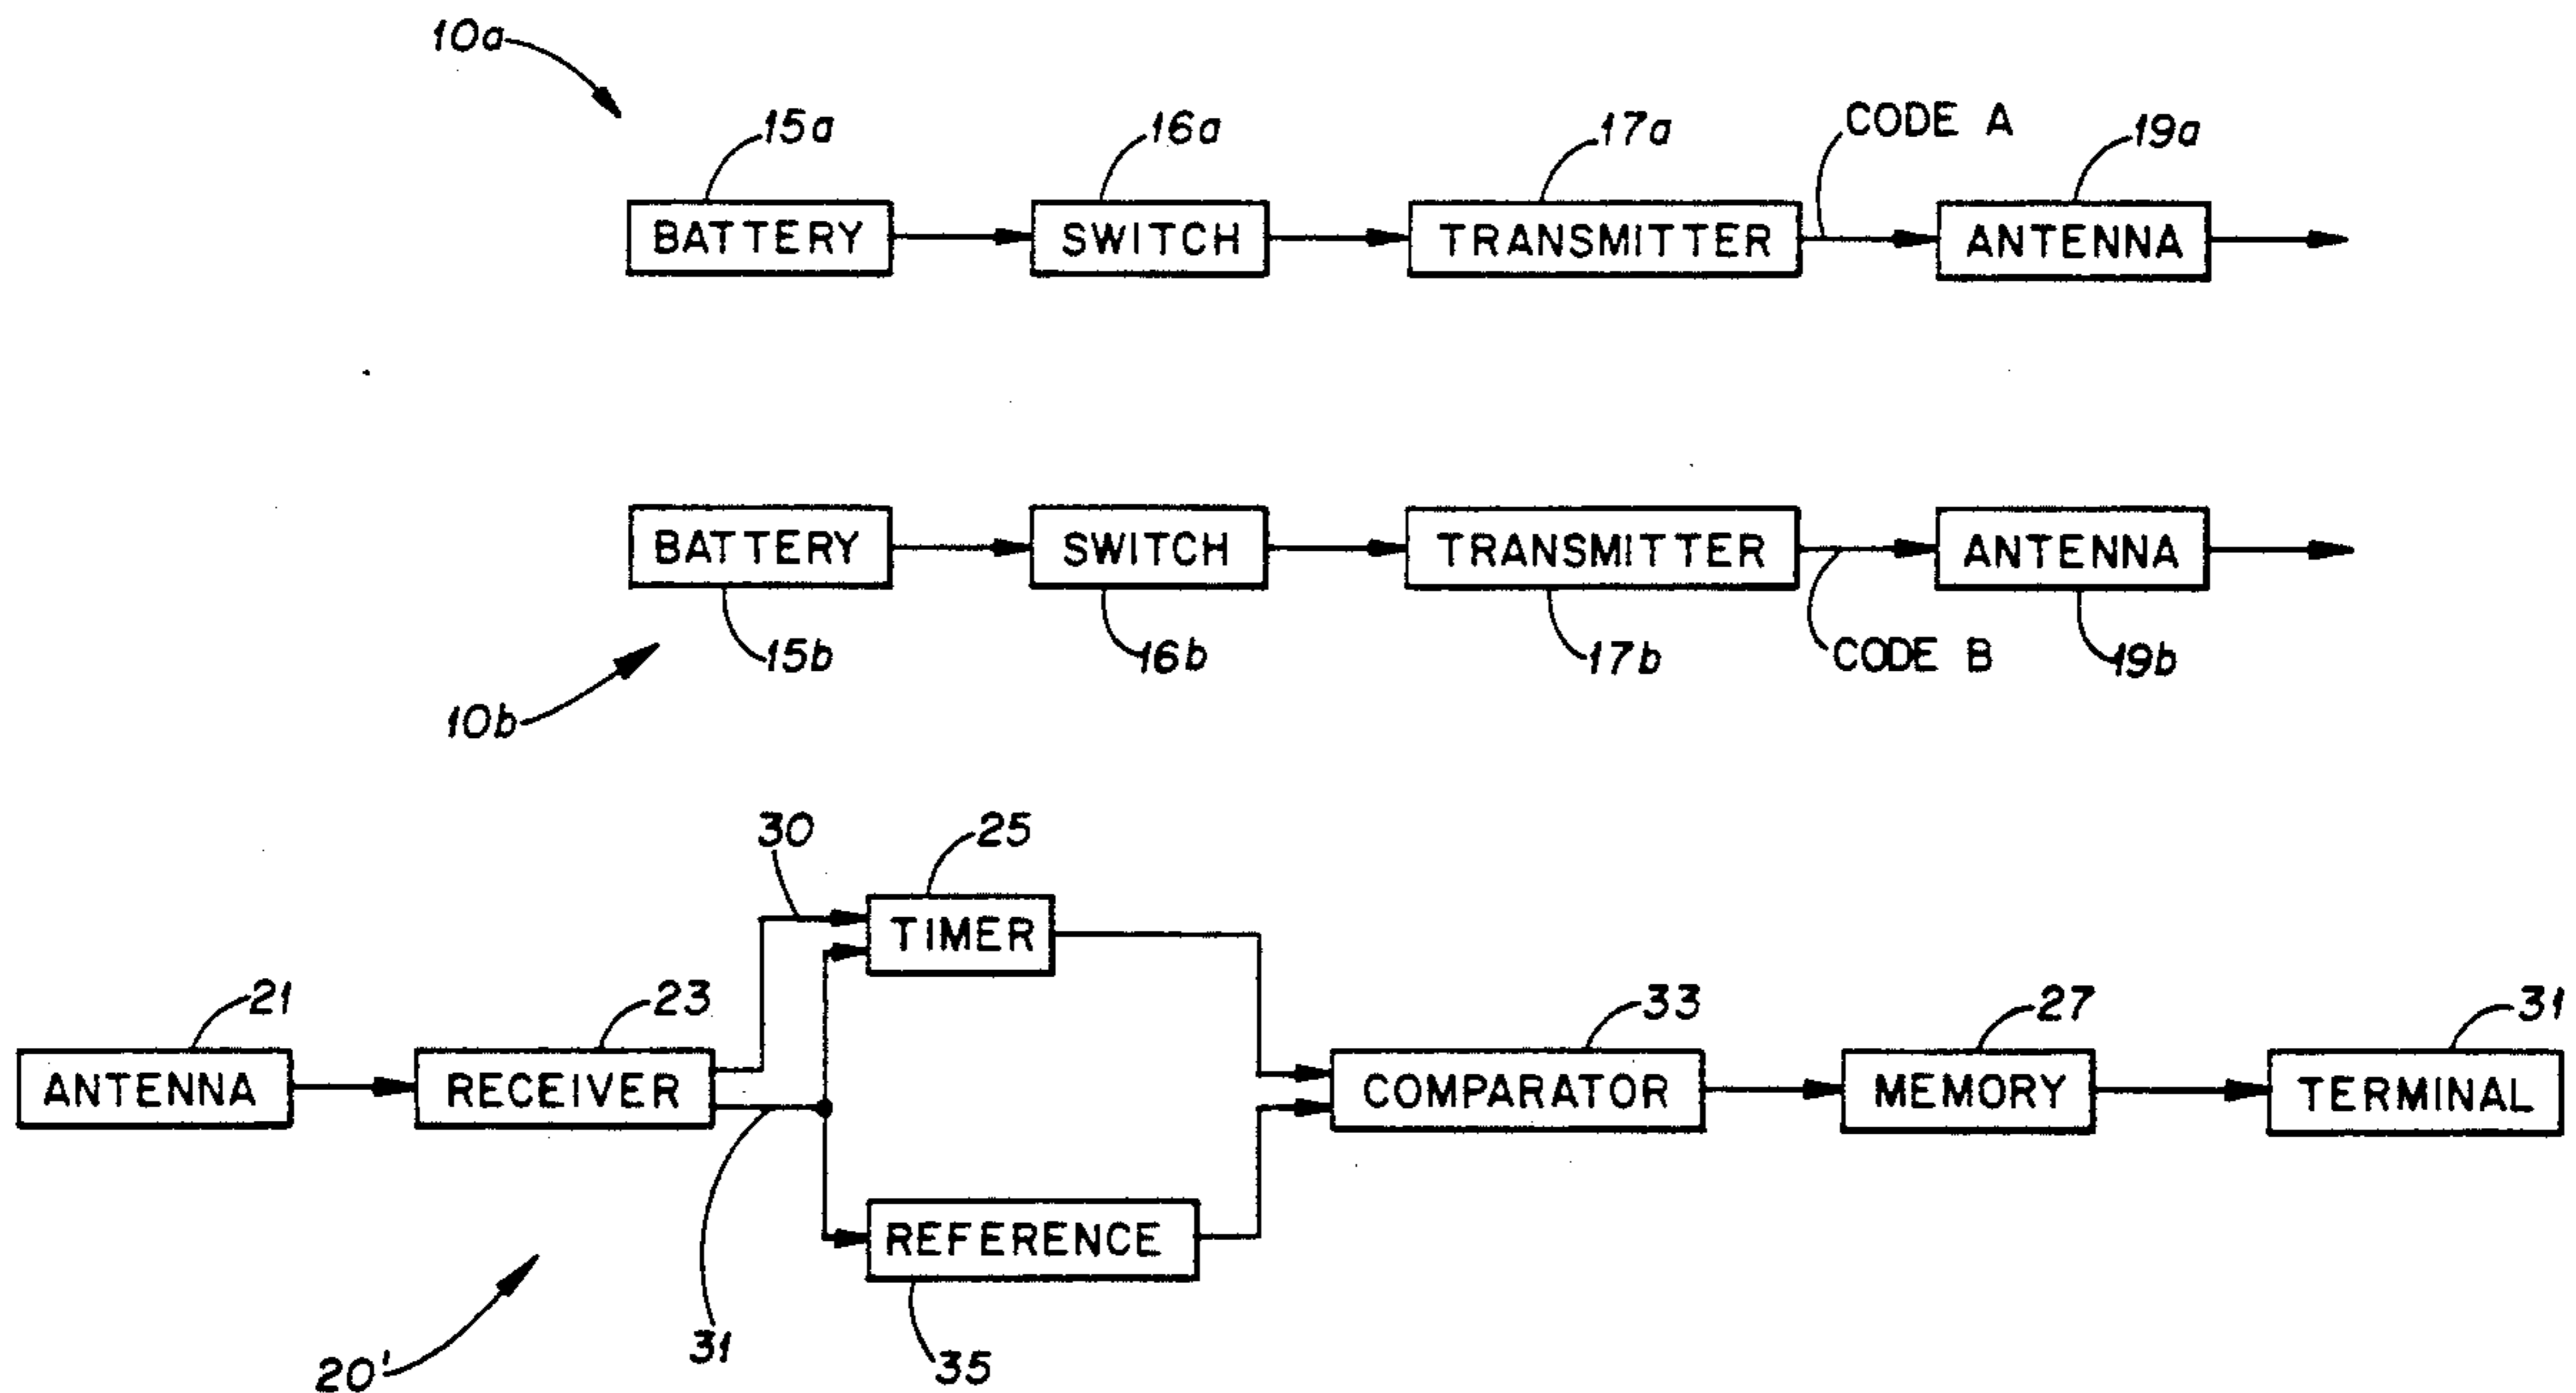 10a
15a 16a 17a CODE A 19a
BATTERY SWITCH TRANSMITTER ANTENNA
BATTERY SWITCH TRANSMITTER ANTENNA
15b 16b 17b CODE B 19b
10b
30 25
TIMER
21 23 33 27 31
ANTENNA RECEIVER COMPARATOR MEMORY TERMINAL
REFERENCE
31 35
20'